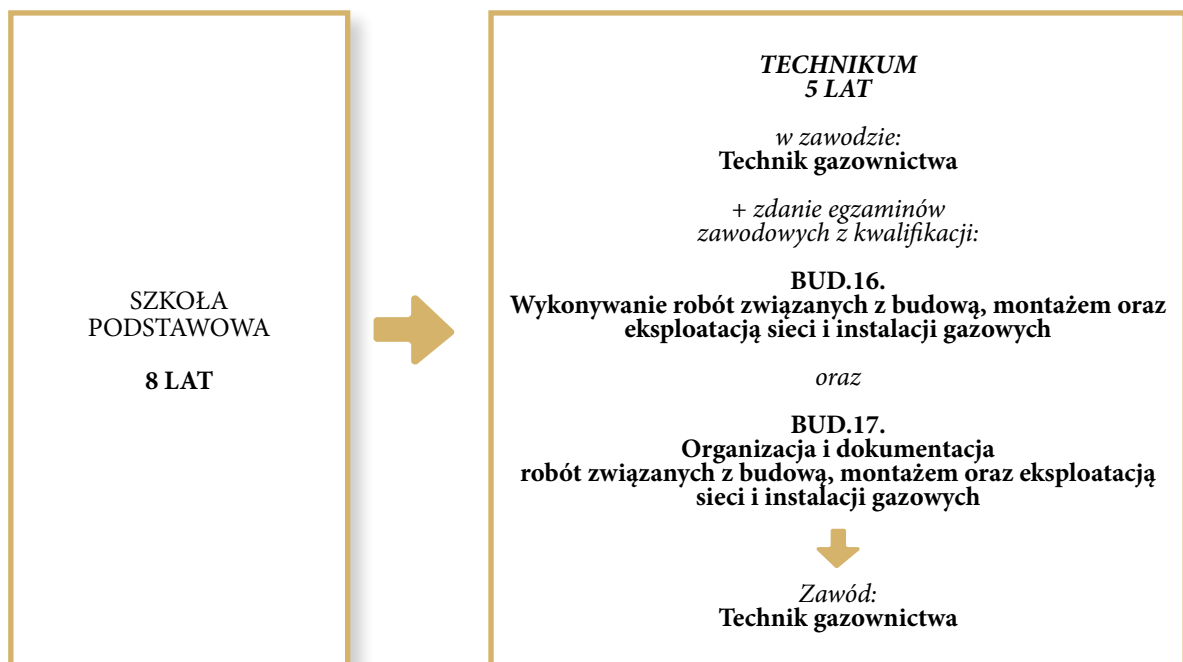 SZKOŁA
PODSTAWOWA
8 LAT
TECHNIKUM
5 LAT
w zawodzie:
Technik gazownictwa
+ zdanie egzaminów
zawodowych z kwalifikacji:
BUD.16.
Wykonywanie robót związanych z budową, montażem oraz
eksploatacją sieci i instalacji gazowych
oraz
BUD.17.
Organizacja i dokumentacja
robót związanych z budową, montażem oraz eksploatacją
sieci i instalacji gazowych
Zawód:
Technik gazownictwa